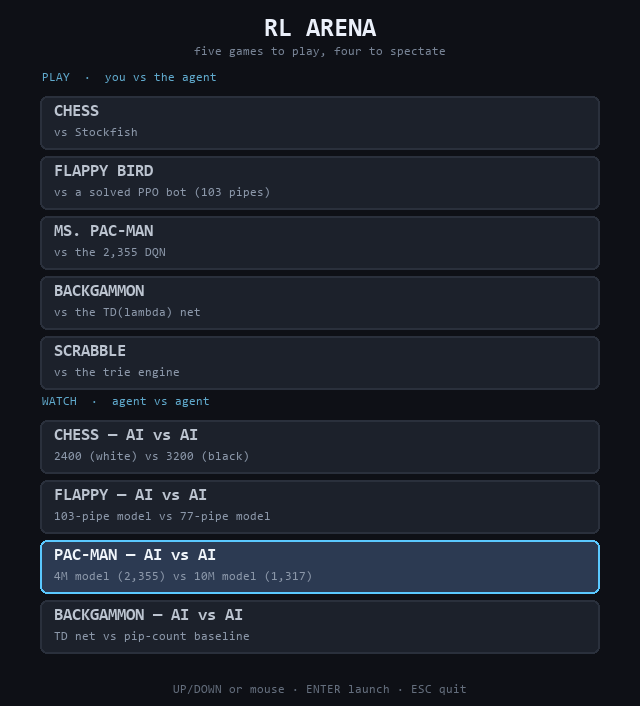 RL ARENA
five games to play, four to spectate
PLAY · you vs the agent
CHESS
vs Stockfish
FLAPPY BIRD
vs a solved PPO bot (103 pipes)
MS. PAC-MAN
vs the 2,355 DQN
BACKGAMMON
vs the TD(lambda) net
SCRABBLE
vs the trie engine
WATCH · agent vs agent
CHESS — AI vs AI
2400 (white) vs 3200 (black)
FLAPPY — AI vs AI
103-pipe model vs 77-pipe model
PAC-MAN — AI vs AI
4M model (2,355) vs 10M model (1,317)
BACKGAMMON — AI vs AI
TD net vs pip-count baseline
UP/DOWN or mouse · ENTER launch · ESC quit